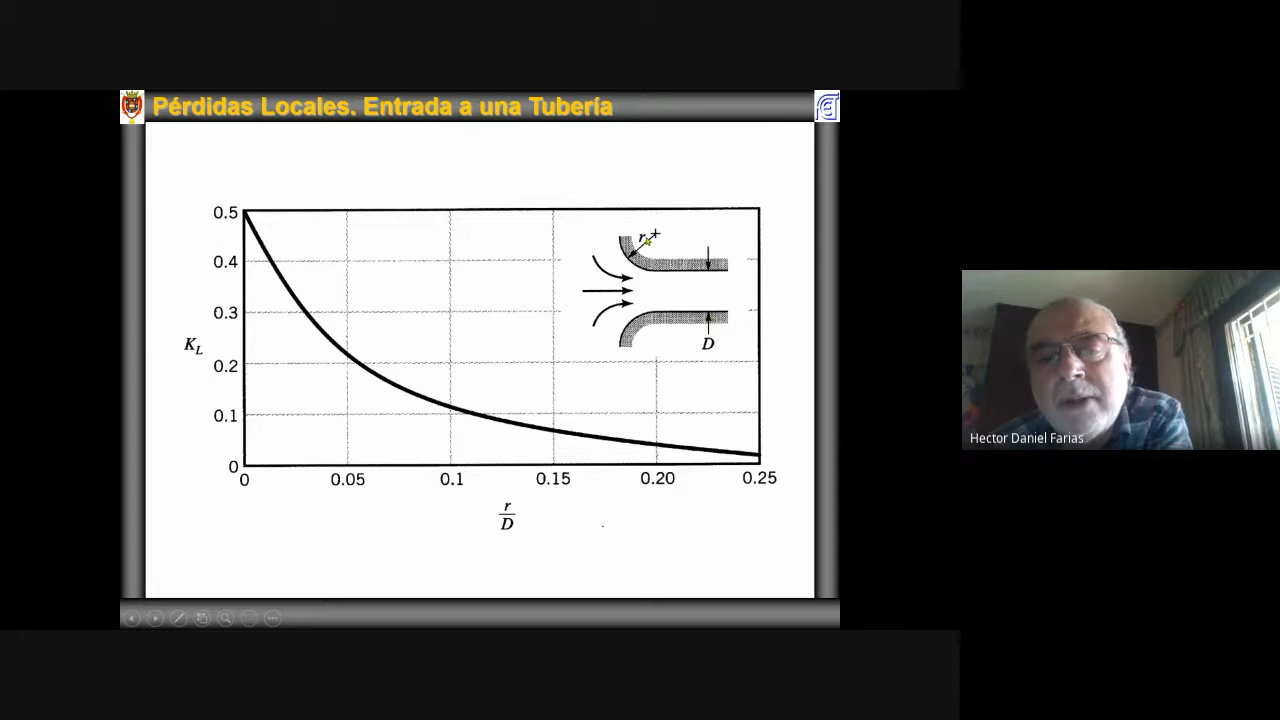 Pérdidas Locales. Entrada a una Tubería
0.5
0.4
0.3
0.2
0.1
0
K_L
r
D
0 0.05 0.1 0.15 0.20 0.25
r
D
Hector Daniel Farias